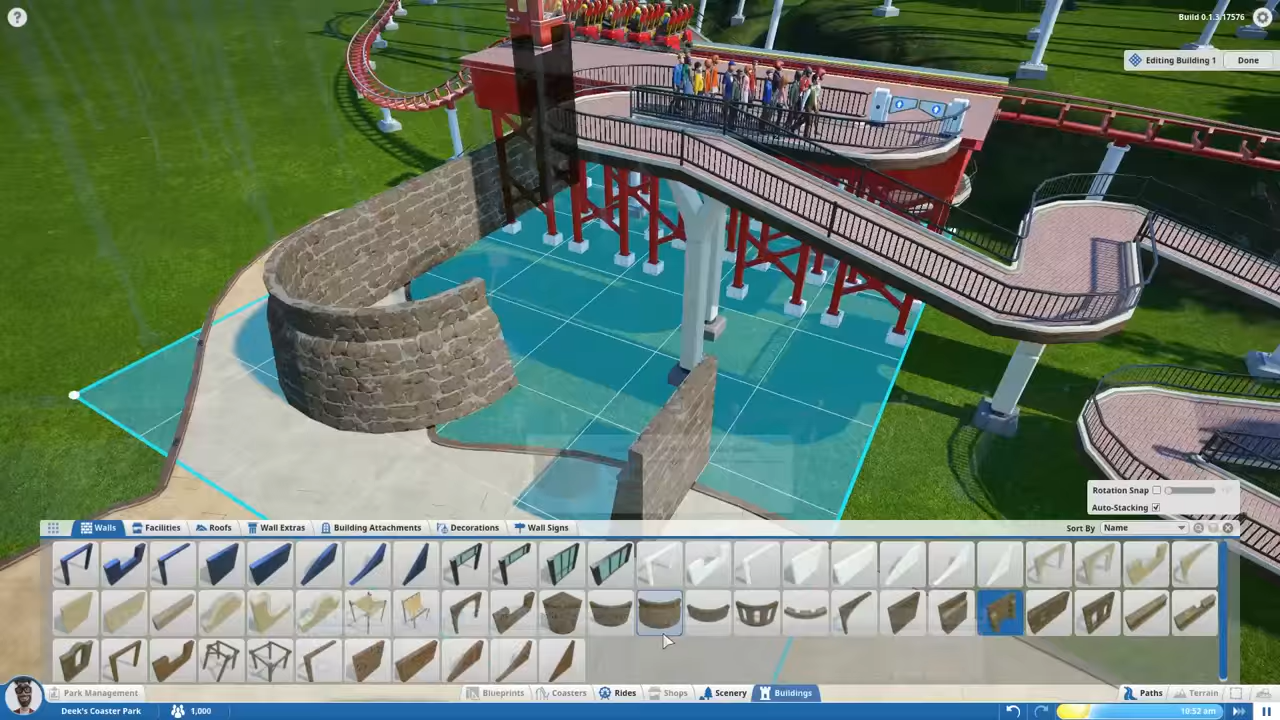 ?
Build 0.1.3.17576
Editing Building 1
Done
Rotation Snap
Auto-Stacking
Walls
Facilities
Roofs
Wall Extras
Building Attachments
Decorations
Wall Signs
Sort By
Name
Park Management
Blueprints
Coasters
Rides
Shops
Scenery
Buildings
Paths
Terrain
Deek's Coaster Park
1,000
10:52 am